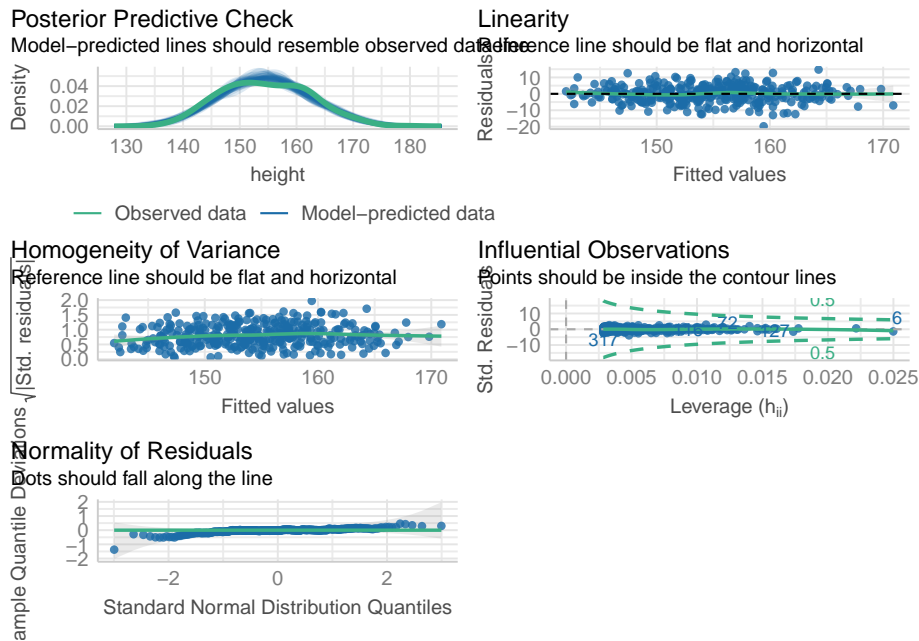 Posterior Predictive Check
Model−predicted lines should resemble observed data line
Density
0.04
0.02
0.00
130 140 150 160 170 180
height
Observed data
Model−predicted data
Linearity
Reference line should be flat and horizontal
Residuals
10
0
−10
−20
150 160 170
Fitted values
Homogeneity of Variance
Reference line should be flat and horizontal
√|Std. residuals|
2.0
1.5
1.0
0.5
0.0
150 160 170
Fitted values
Influential Observations
Points should be inside the contour lines
Std. Residuals
10
0
−10
0.5
0.5
317
72
127
6
0.000 0.005 0.010 0.015 0.020 0.025
Leverage (hii)
Normality of Residuals
Dots should fall along the line
ample Quantile Deviations
2
1
0
−1
−2
−2 0 2
Standard Normal Distribution Quantiles